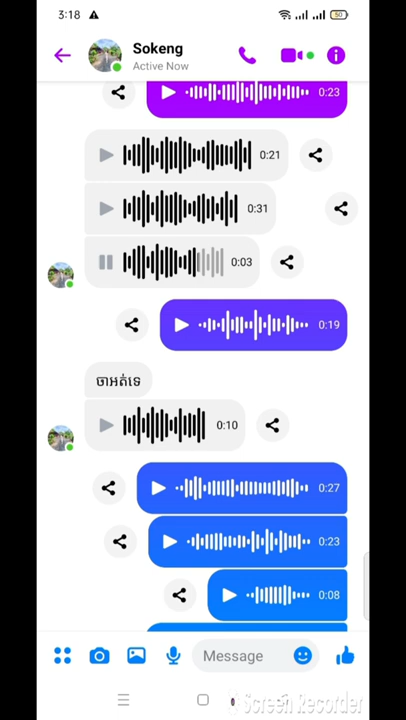 3:18
50
Sokeng
Active Now
0:23
0:21
0:31
0:03
0:19
ចាអត់ទេ
0:10
0:27
0:23
0:08
Message
Screen Recorder